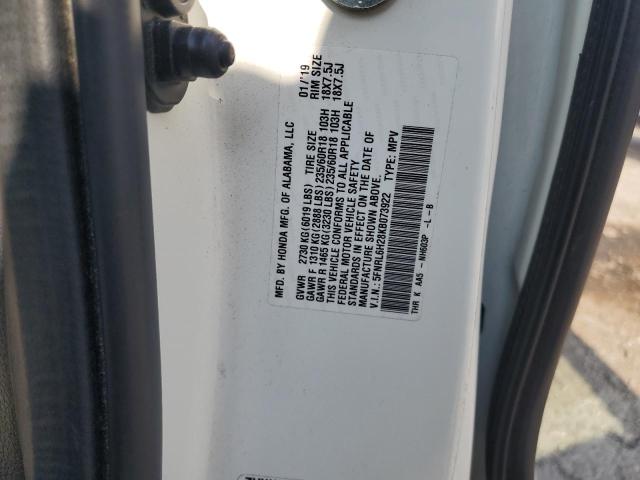 MFD. BY HONDA MFG. OF ALABAMA, LLC 01/'19
GVWR 2730 KG(6019 LBS) TIRE SIZE RIM SIZE
GAWR F 1310 KG(2888 LBS)235/60R18 103H 18X7.5J
GAWR R 1465 KG(3230 LBS)235/60R18 103H 18X7.5J
THIS VEHICLE CONFORMS TO ALL APPLICABLE
FEDERAL MOTOR VEHICLE SAFETY
STANDARDS IN EFFECT ON THE DATE OF
MANUFACTURE SHOWN ABOVE.
V.I.N.: 5FNRL6H28KB073922 TYPE: MPV
THR K AA5 - NH603P -L-B